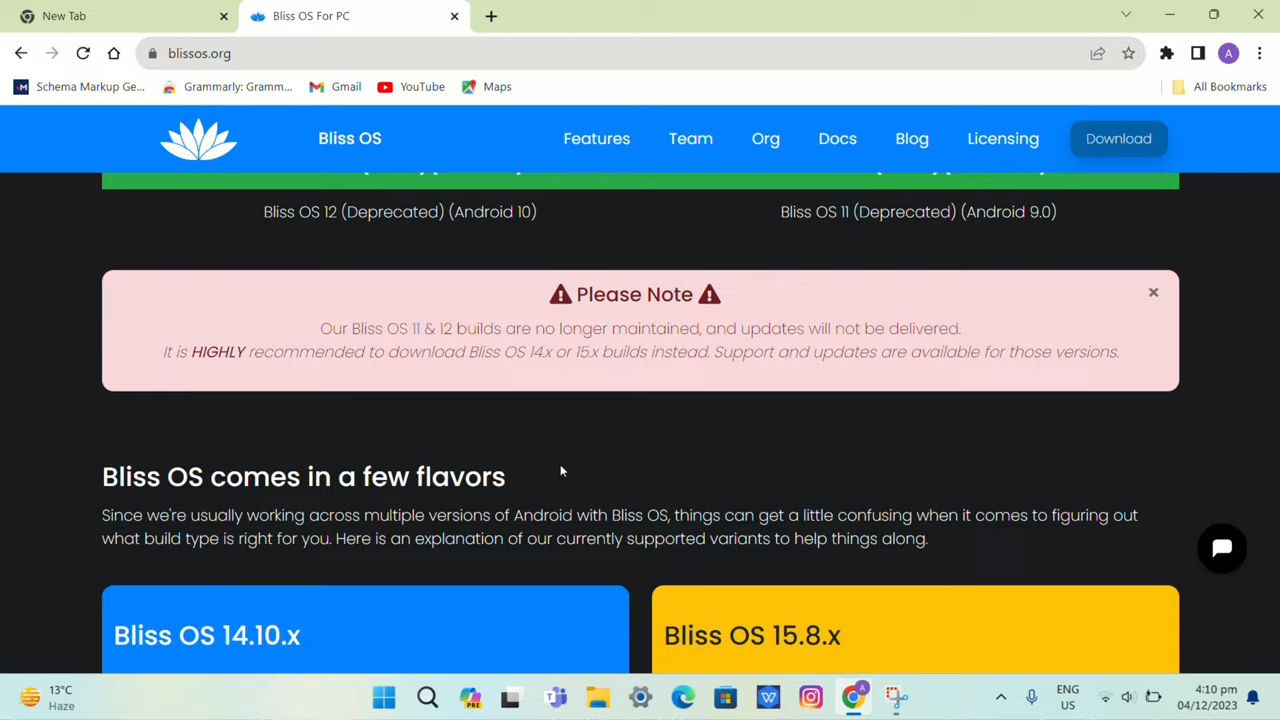 New Tab
Bliss OS For PC
blissos.org
Schema Markup Ge...
Grammarly: Gramm...
Gmail
YouTube
Maps
All Bookmarks
Bliss OS
Features
Team
Org
Docs
Blog
Licensing
Download
Bliss OS 12 (Deprecated) (Android 10)
Bliss OS 11 (Deprecated) (Android 9.0)
Please Note
Our Bliss OS 11 & 12 builds are no longer maintained, and updates will not be delivered.
It is HIGHLY recommended to download Bliss OS 14.x or 15.x builds instead. Support and updates are available for those versions.
Bliss OS comes in a few flavors
Since we're usually working across multiple versions of Android with Bliss OS, things can get a little confusing when it comes to figuring out
what build type is right for you. Here is an explanation of our currently supported variants to help things along.
Bliss OS 14.10.x
Bliss OS 15.8.x
13°C
Haze
PRE
ENG
US
4:10 pm
04/12/2023
A
A